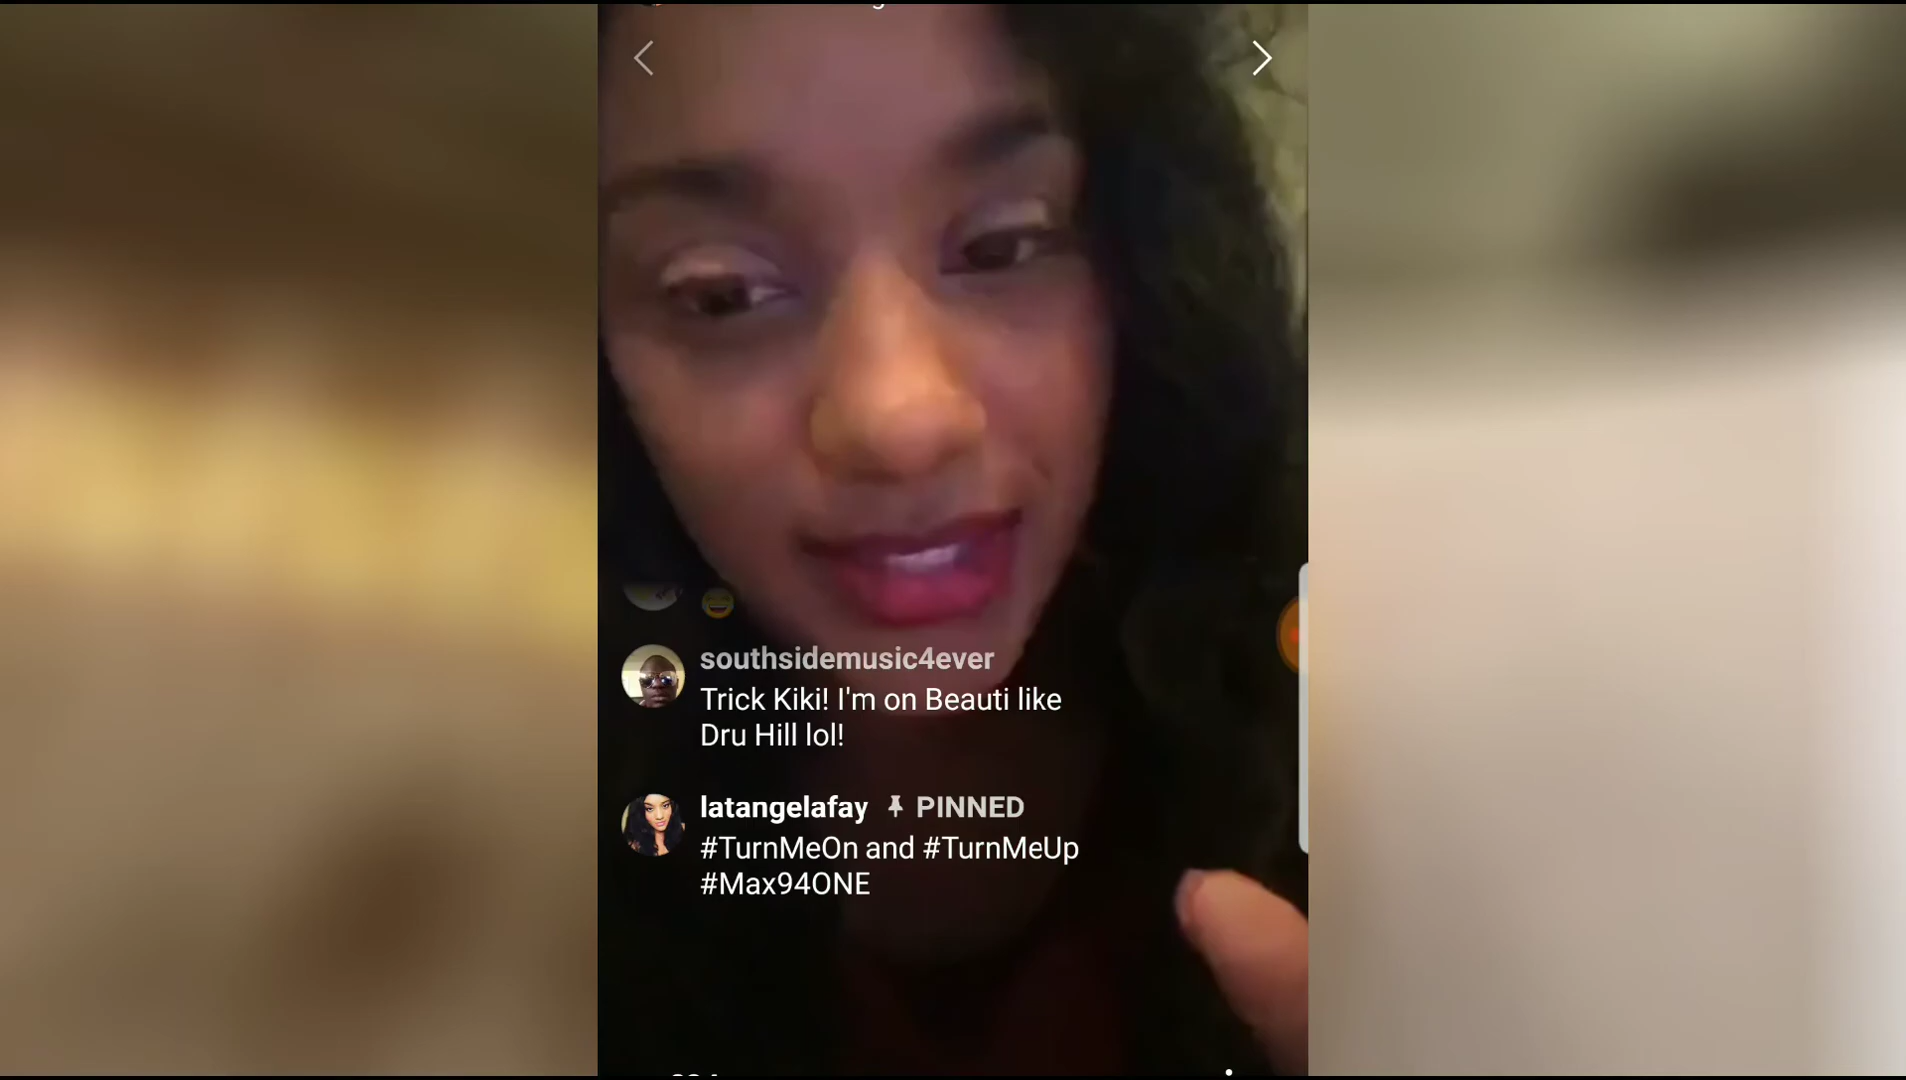 southsidemusic4ever
Trick Kiki! I'm on Beauti like
Dru Hill lol!
latangelafay PINNED
#TurnMeOn and #TurnMeUp
#Max94ONE